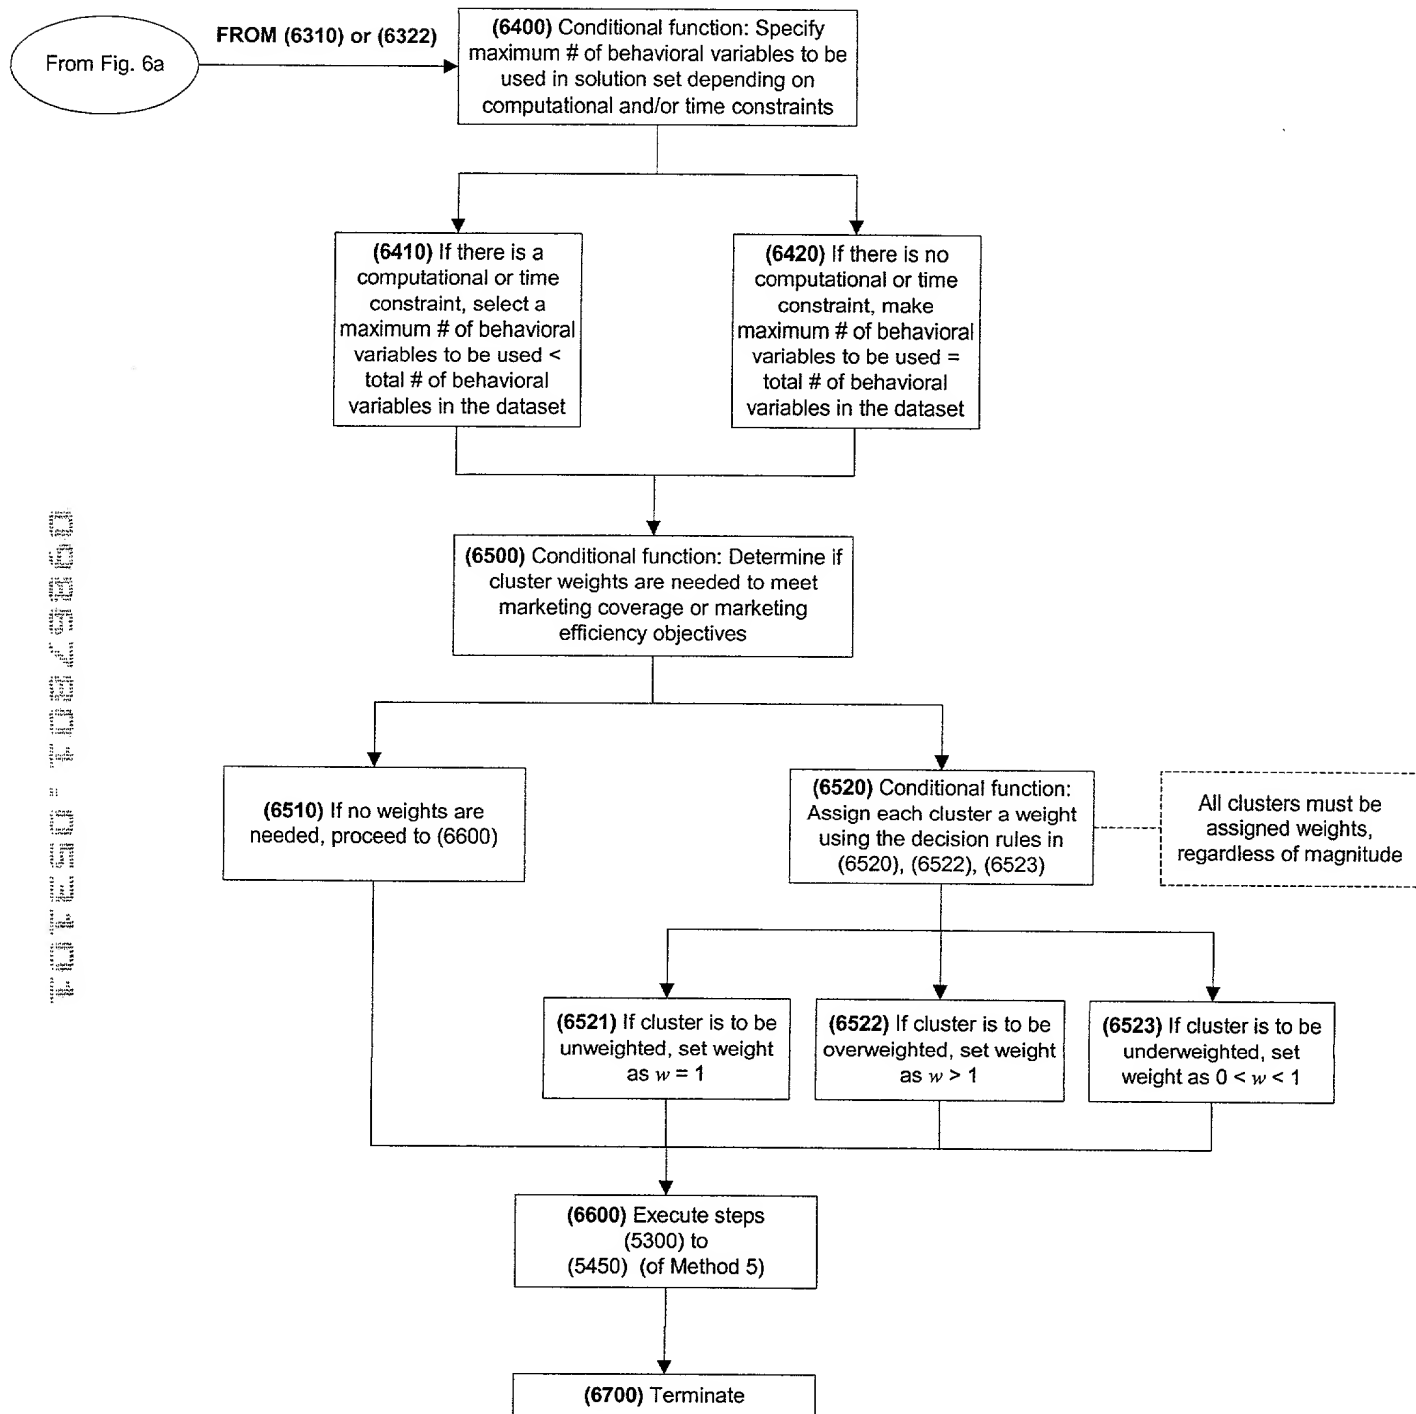 From Fig. 6a
FROM (6310) or (6322)
(6400) Conditional function: Specify
maximum # of behavioral variables to be
used in solution set depending on
computational and/or time constraints
(6410) If there is a
computational or time
constraint, select a
maximum # of behavioral
variables to be used <
total # of behavioral
variables in the dataset
(6420) If there is no
computational or time
constraint, make
maximum # of behavioral
variables to be used =
total # of behavioral
variables in the dataset
(6500) Conditional function: Determine if
cluster weights are needed to meet
marketing coverage or marketing
efficiency objectives
(6510) If no weights are
needed, proceed to (6600)
(6520) Conditional function:
Assign each cluster a weight
using the decision rules in
(6520), (6522), (6523)
All clusters must be
assigned weights,
regardless of magnitude
(6521) If cluster is to be
unweighted, set weight
as w = 1
(6522) If cluster is to be
overweighted, set weight
as w > 1
(6523) If cluster is to be
underweighted, set
weight as 0 < w < 1
(6600) Execute steps
(5300) to
(5450) (of Method 5)
(6700) Terminate
09867801.053101